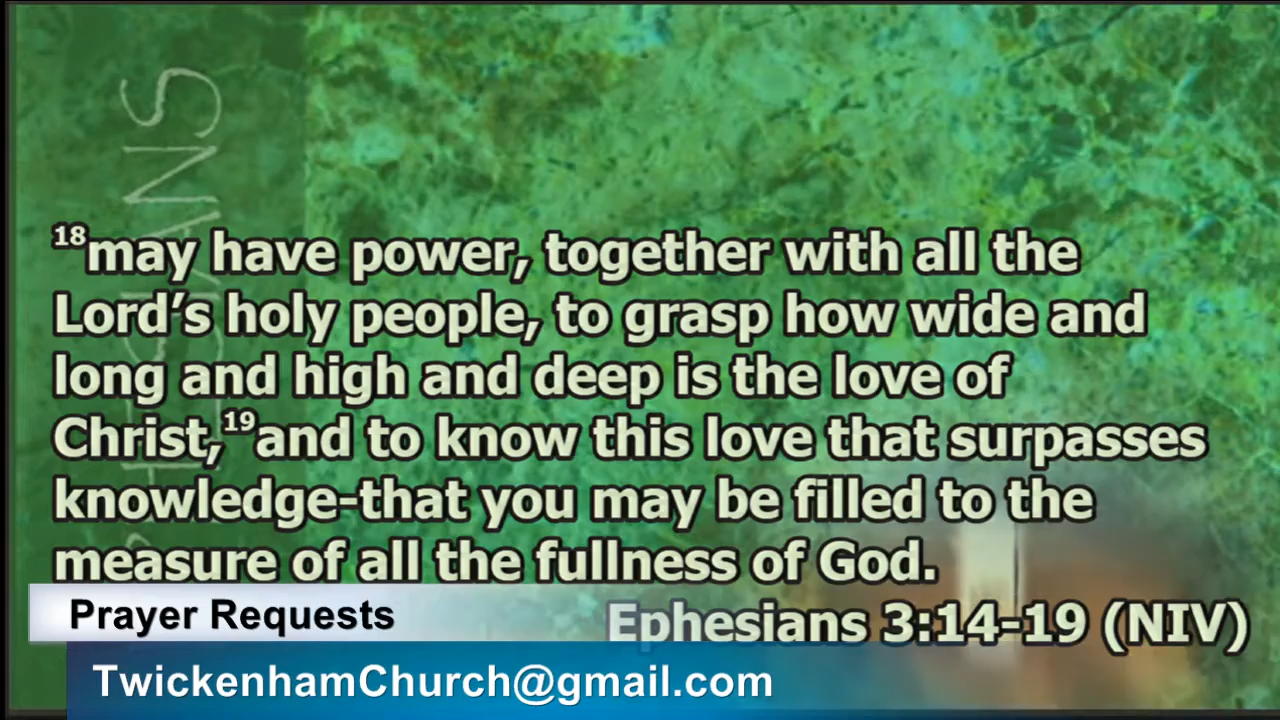 ¹⁸may have power, together with all the
Lord’s holy people, to grasp how wide and
long and high and deep is the love of
Christ,¹⁹and to know this love that surpasses
knowledge-that you may be filled to the
measure of all the fullness of God.
Ephesians 3:14-19 (NIV)
Prayer Requests
TwickenhamChurch@gmail.com